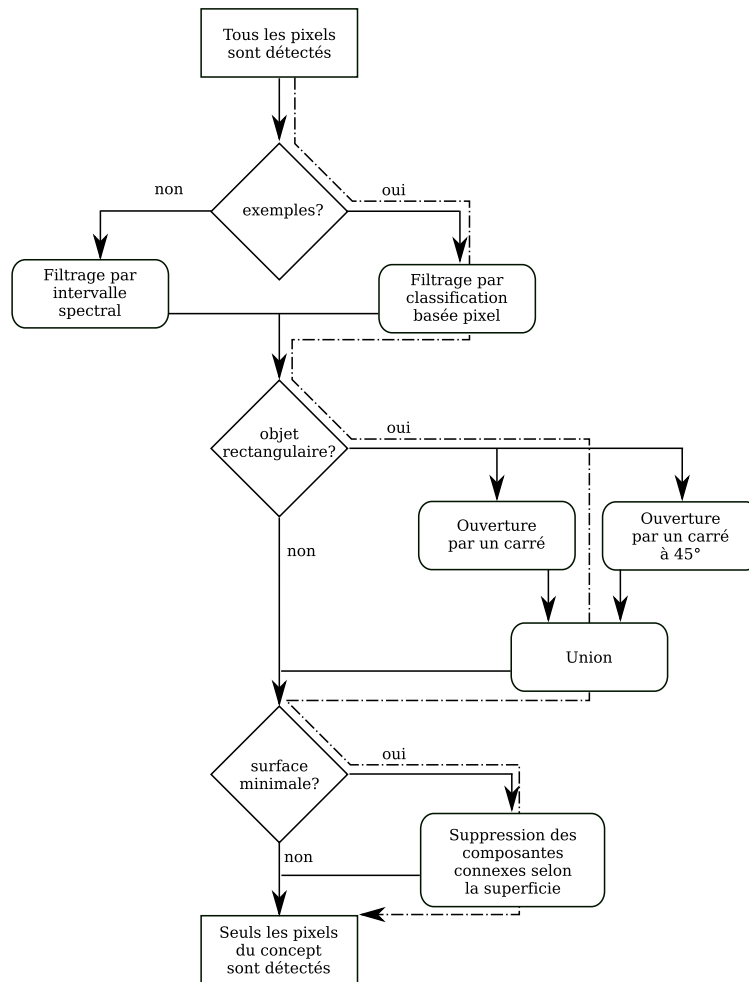 Tous les pixels
sont détectés
exemples?
non
oui
Filtrage par
intervalle
spectral
Filtrage par
classification
basée pixel
objet
rectangulaire?
oui
non
Ouverture
par un carré
Ouverture
par un carré
à 45°
Union
surface
minimale?
oui
non
Suppression des
composantes
connexes selon
la superficie
Seuls les pixels
du concept
sont détectés